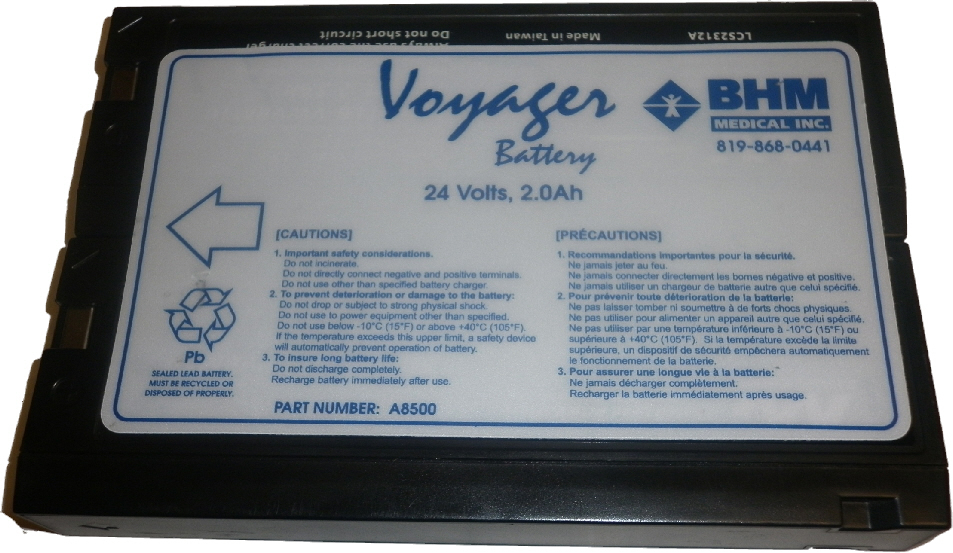 Always use the correct charger
Do not short circuit
Made in Taiwan
LCS2312A
Voyager
Battery
24 Volts, 2.0Ah
BHM
MEDICAL INC.
819-868-0441
[CAUTIONS]
1. Important safety considerations.
Do not incinerate.
Do not directly connect negative and positive terminals.
Do not use other than specified battery charger.
2. To prevent deterioration or damage to the battery:
Do not drop or subject to strong physical shock.
Do not use to power equipment other than specified.
Do not use below -10°C (15°F) or above +40°C (105°F).
If the temperature exceeds this upper limit, a safety device
will automatically prevent operation of battery.
3. To insure long battery life:
Do not discharge completely.
Recharge battery immediately after use.
[PRÉCAUTIONS]
1. Recommandations importantes pour la sécurité.
Ne jamais jeter au feu.
Ne jamais connecter directement les bornes négative et positive.
Ne jamais utiliser un chargeur de batterie autre que celui spécifié.
2. Pour prévenir toute déterioration de la batterie:
Ne pas laisser tomber ni soumettre à de forts chocs physiques.
Ne pas utiliser pour alimenter un appareil autre que celui spécifié.
Ne pas utiliser par une température inférieure à -10°C (15°F) ou
supérieure à +40°C (105°F). Si la température excède la limite
supérieure, un dispositif de sécurité empêchera automatiquement
le fonctionnement de la batterie.
3. Pour assurer une longue vie à la batterie:
Ne jamais décharger complètement.
Recharger la batterie immédiatement après usage.
Pb
SEALED LEAD BATTERY.
MUST BE RECYCLED OR
DISPOSED OF PROPERLY.
PART NUMBER: A8500